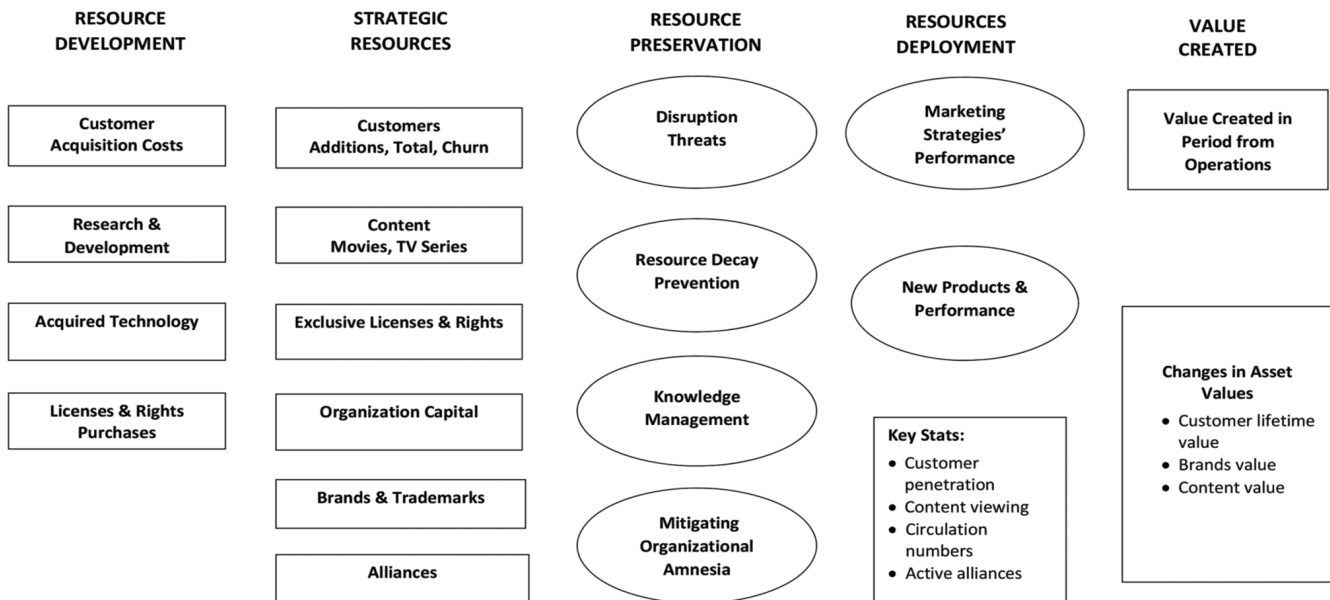 RESOURCE
DEVELOPMENT
STRATEGIC
RESOURCES
RESOURCE
PRESERVATION
RESOURCES
DEPLOYMENT
VALUE
CREATED
Customer
Acquisition Costs
Research &
Development
Acquired Technology
Licenses & Rights
Purchases
Customers
Additions, Total, Churn
Content
Movies, TV Series
Exclusive Licenses & Rights
Organization Capital
Brands & Trademarks
Alliances
Disruption
Threats
Resource Decay
Prevention
Knowledge
Management
Mitigating
Organizational
Amnesia
Marketing
Strategies’
Performance
New Products &
Performance
Key Stats:
• Customer
penetration
• Content viewing
• Circulation
numbers
• Active alliances
Value Created in
Period from
Operations
Changes in Asset
Values
• Customer lifetime
value
• Brands value
• Content value